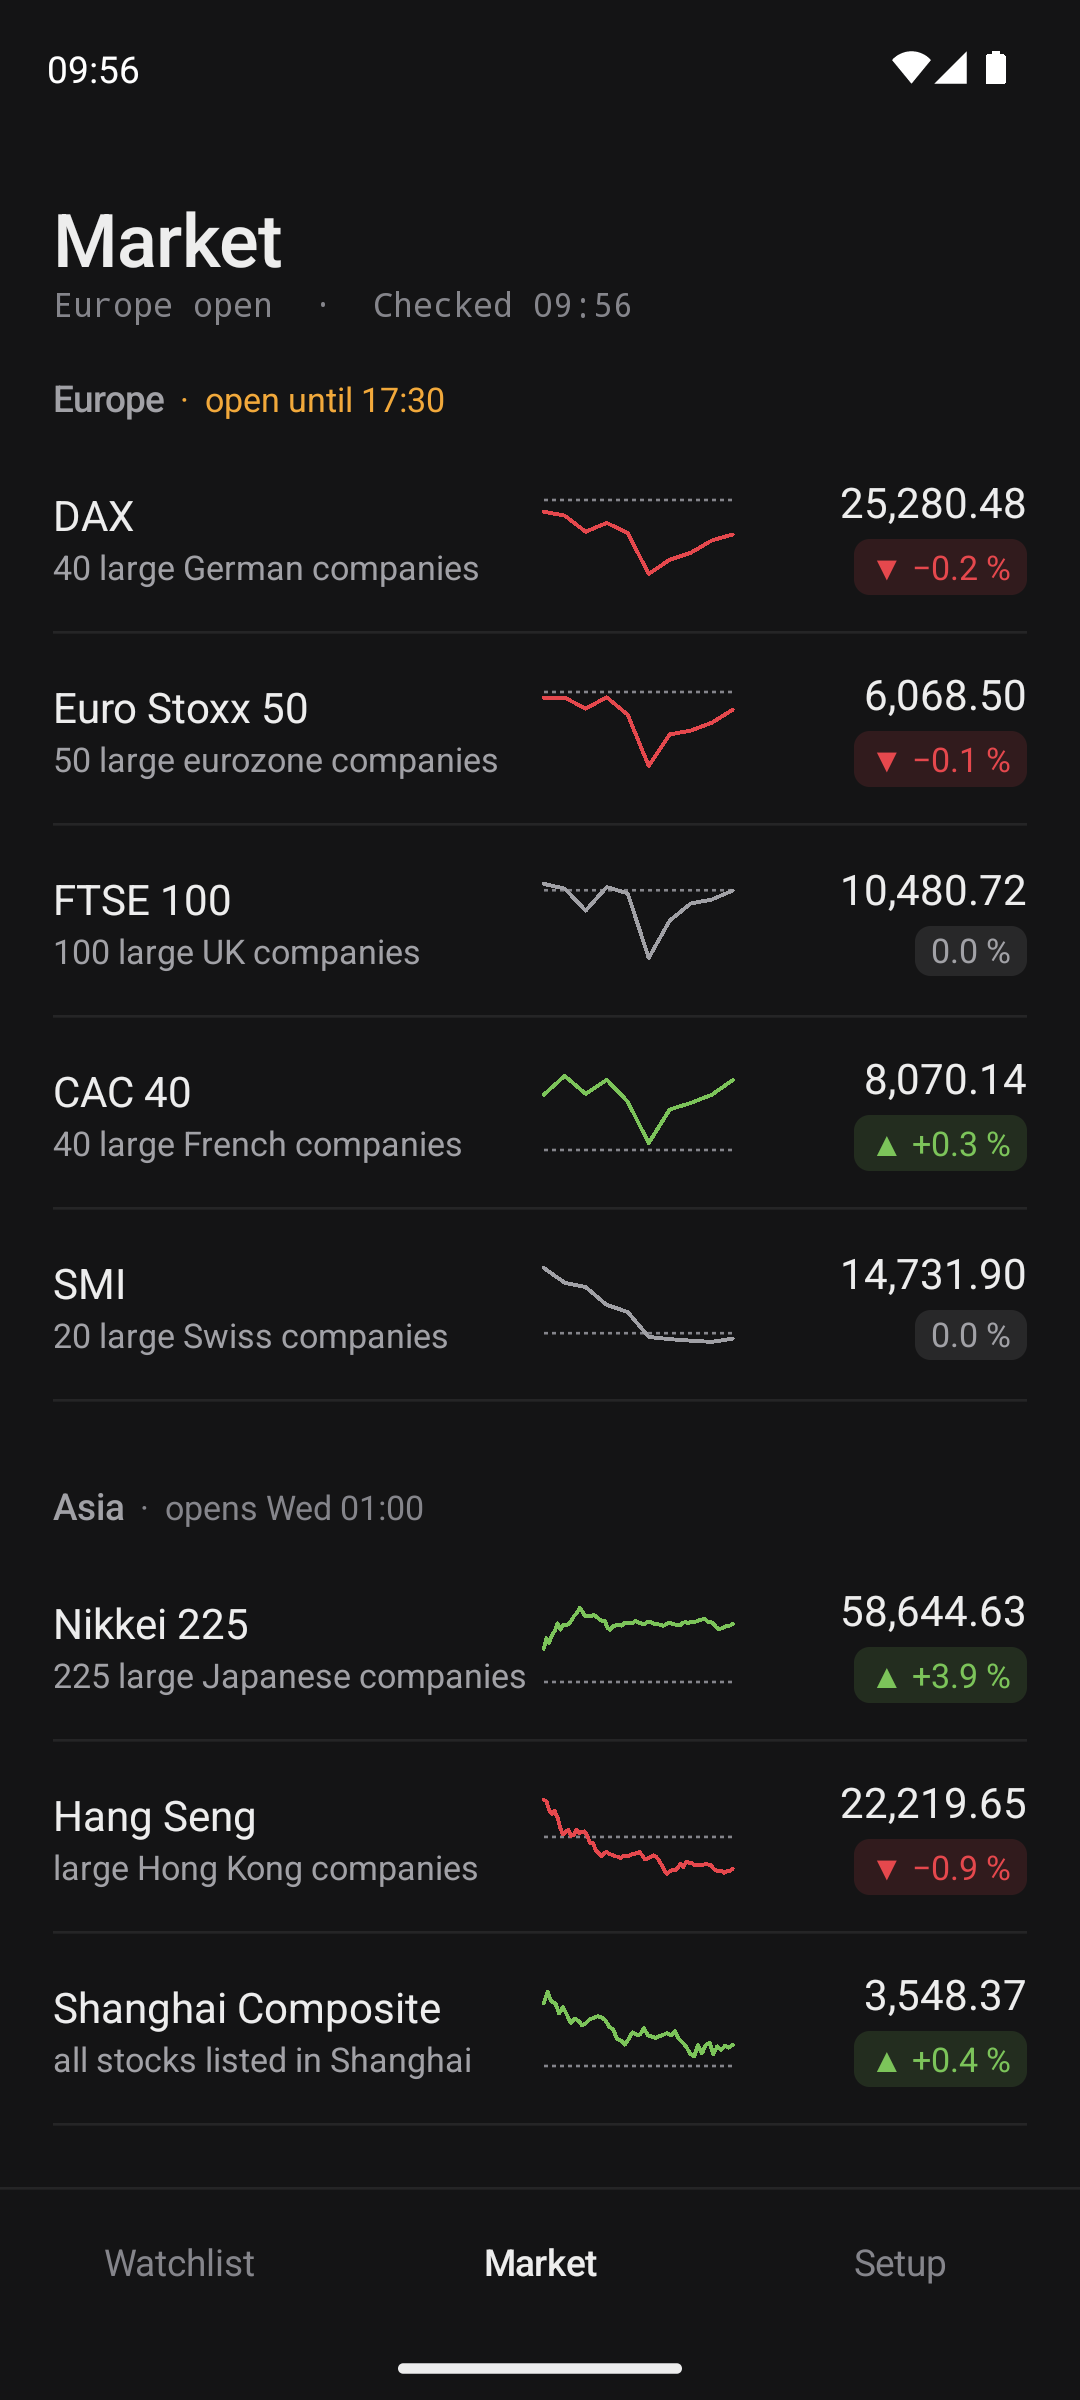 09:56
Market
Europe open · Checked 09:56
Europe · open until 17:30
DAX
40 large German companies
25,280.48
▼ −0.2 %
Euro Stoxx 50
50 large eurozone companies
6,068.50
▼ −0.1 %
FTSE 100
100 large UK companies
10,480.72
0.0 %
CAC 40
40 large French companies
8,070.14
▲ +0.3 %
SMI
20 large Swiss companies
14,731.90
0.0 %
Asia · opens Wed 01:00
Nikkei 225
225 large Japanese companies
58,644.63
▲ +3.9 %
Hang Seng
large Hong Kong companies
22,219.65
▼ −0.9 %
Shanghai Composite
all stocks listed in Shanghai
3,548.37
▲ +0.4 %
Watchlist Market Setup